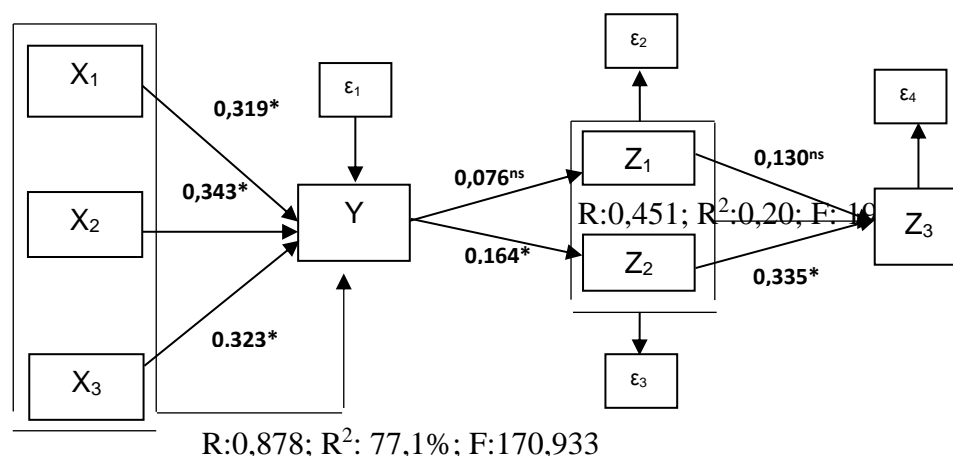 X1
X2
X3
0,319*
0,343*
0.323*
ε1
Y
0,076ns
0,164*
ε2
Z1
R:0,451; R2:0,20; F:
Z2
ε3
0,130ns
0,335*
ε4
Z3
R:0,878; R2: 77,1%; F:170,933